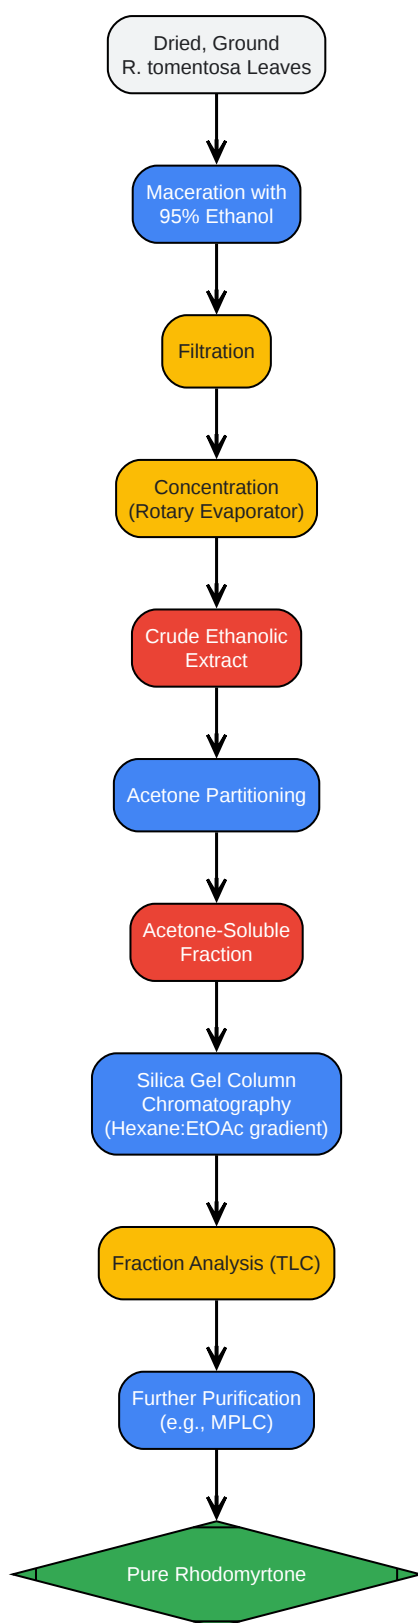 Dried, Ground
R. tomentosa Leaves
Maceration with
95% Ethanol
Filtration
Concentration
(Rotary Evaporator)
Crude Ethanolic
Extract
Acetone Partitioning
Acetone-Soluble
Fraction
Silica Gel Column
Chromatography
(Hexane:EtOAc gradient)
Fraction Analysis (TLC)
Further Purification
(e.g., MPLC)
Pure Rhodomyrtone